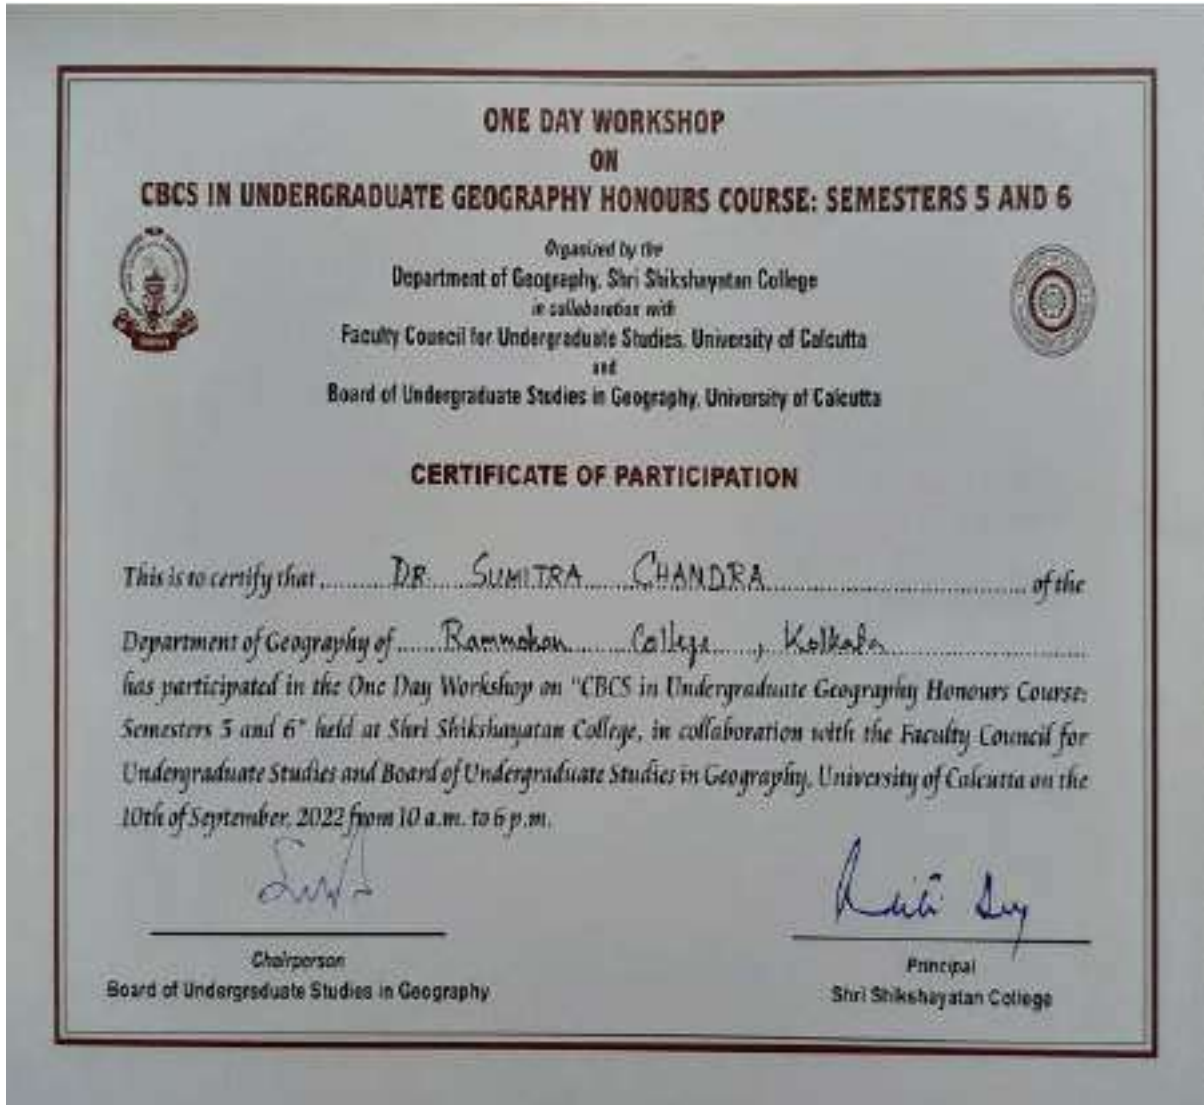 ONE DAY WORKSHOP
ON
CBCS IN UNDERGRADUATE GEOGRAPHY HONOURS COURSE: SEMESTERS 5 AND 6
Organized by the
Department of Geography, Shri Shikshayatan College
in collaboration with
Faculty Council for Undergraduate Studies, University of Calcutta
and
Board of Undergraduate Studies in Geography, University of Calcutta
CERTIFICATE OF PARTICIPATION
This is to certify that DR SUMITRA CHANDRA of the
Department of Geography of Rammohan College, Kolkata
has participated in the One Day Workshop on "CBCS in Undergraduate Geography Honours Course:
Semesters 5 and 6" held at Shri Shikshayatan College, in collaboration with the Faculty Council for
Undergraduate Studies and Board of Undergraduate Studies in Geography, University of Calcutta on the
10th of September, 2022 from 10 a.m. to 6 p.m.
Chairperson
Board of Undergraduate Studies in Geography
Principal
Shri Shikshayatan College